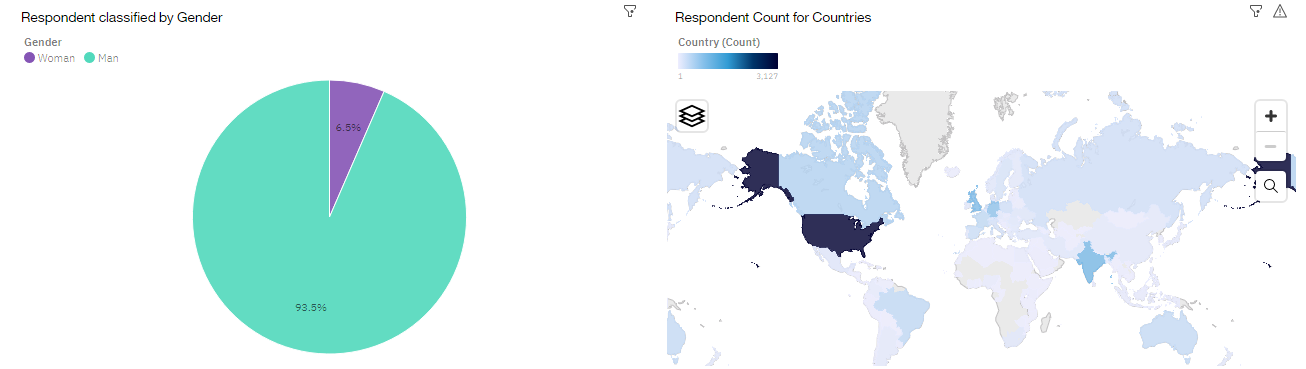 Respondent classified by Gender
Gender
Woman Man
6.5%
93.5%
Respondent Count for Countries
Country (Count)
1 3,127